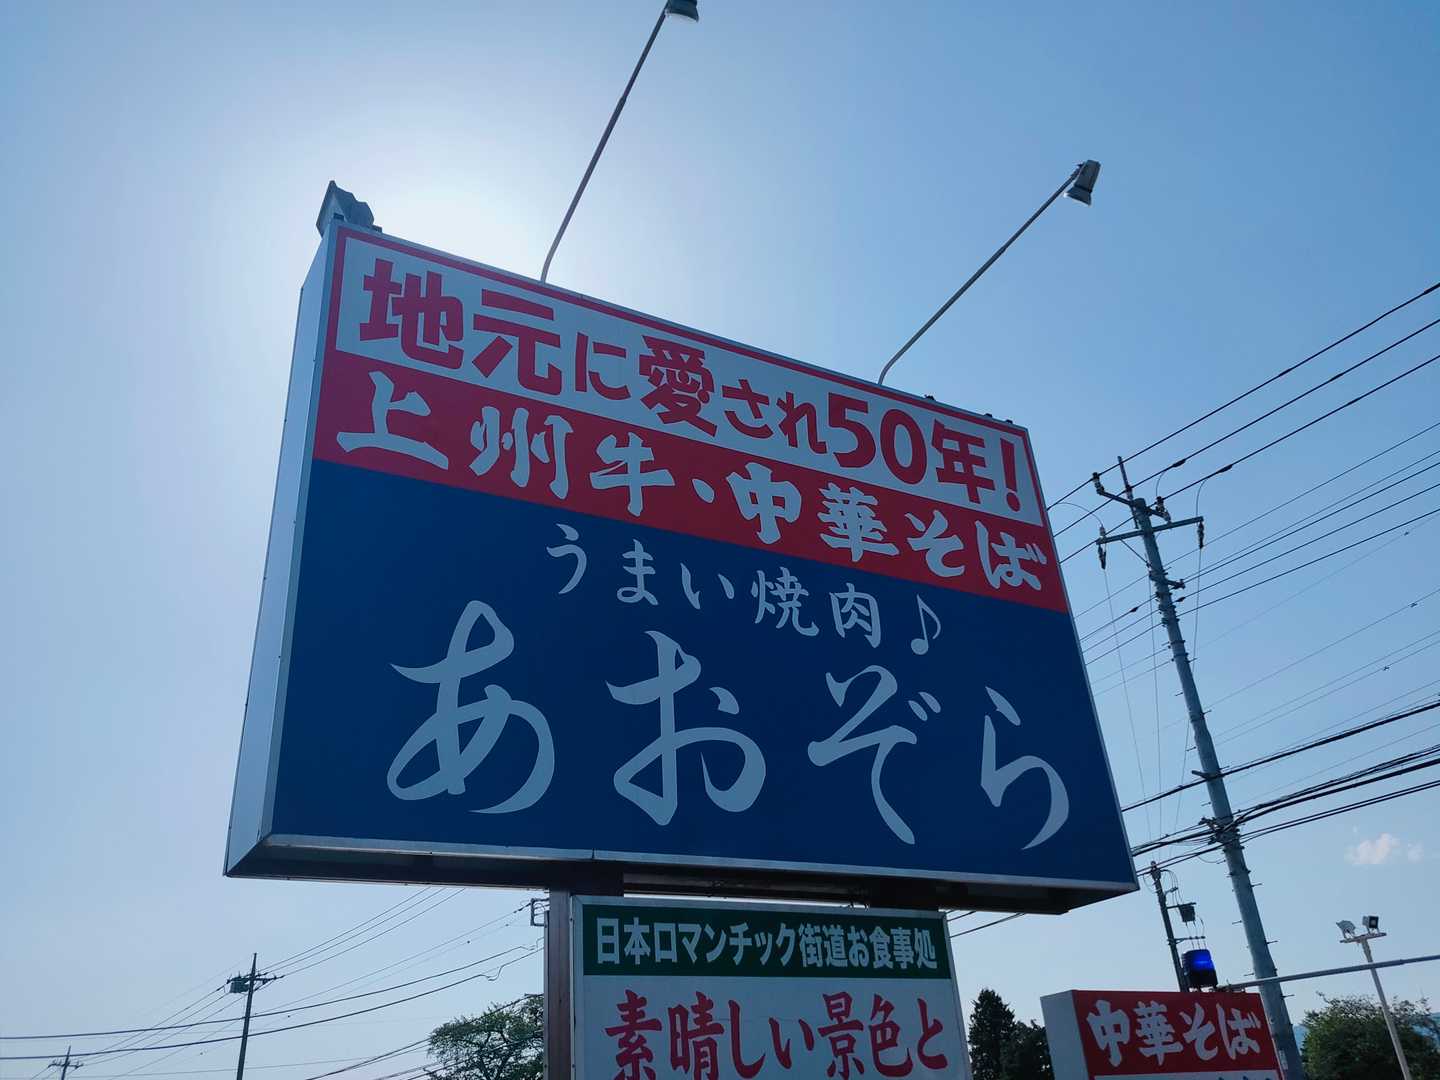 地元に愛され50年!
上州牛・中華そば
うまい焼肉♪
あおぞら
日本ロマンチック街道お食事処
素晴しい景色と
中華そば